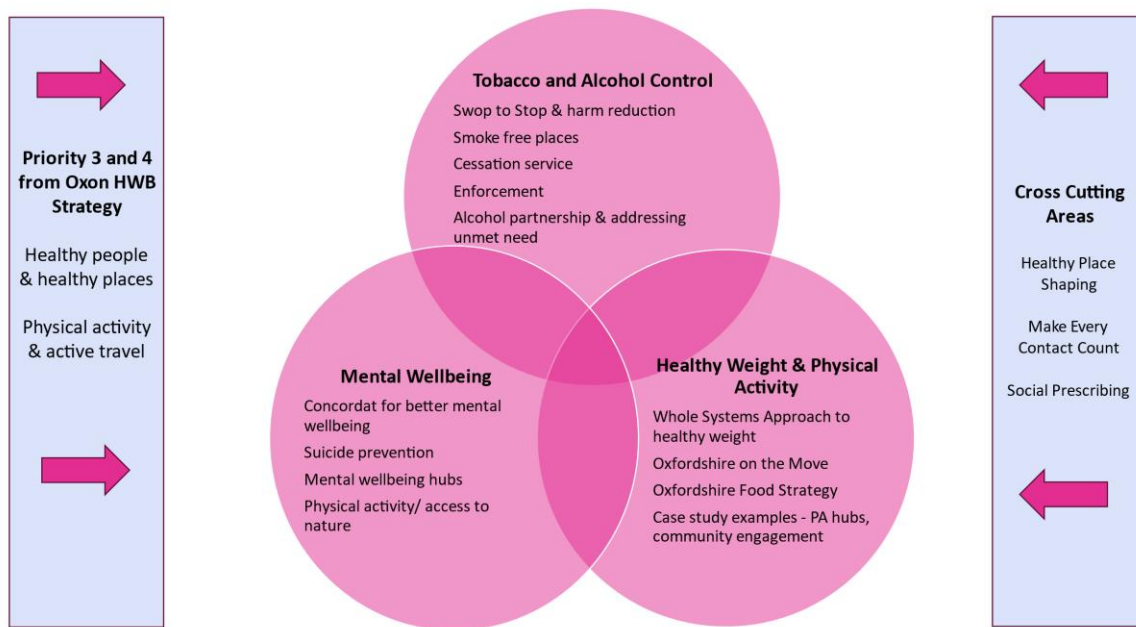 Priority 3 and 4
from Oxon HWB
Strategy
Healthy people
& healthy places
Physical activity
& active travel
Tobacco and Alcohol Control
Swop to Stop & harm reduction
Smoke free places
Cessation service
Enforcement
Alcohol partnership & addressing
unmet need
Mental Wellbeing
Concordat for better mental
wellbeing
Suicide prevention
Mental wellbeing hubs
Physical activity/ access to
nature
Healthy Weight & Physical
Activity
Whole Systems Approach to
healthy weight
Oxfordshire on the Move
Oxfordshire Food Strategy
Case study examples - PA hubs,
community engagement
Cross Cutting
Areas
Healthy Place
Shaping
Make Every
Contact Count
Social Prescribing